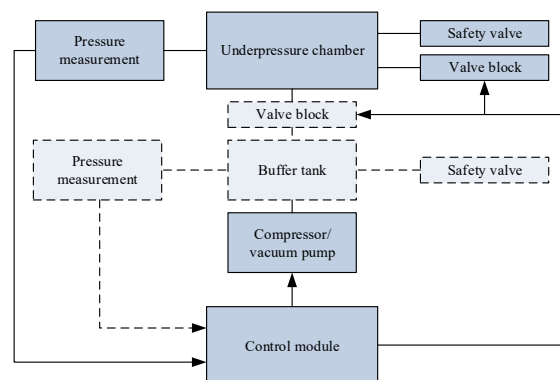 Pressure
measurement
Underpressure chamber
Safety valve
Valve block
Valve block
Pressure
measurement
Buffer tank
Safety valve
Compressor/
vacuum pump
Control module